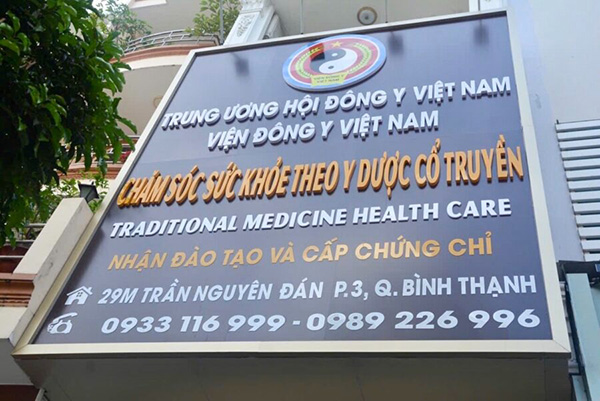 TRUNG ƯƠNG HỘI ĐÔNG Y VIỆT NAM
VIỆN ĐÔNG Y VIỆT NAM
CHĂM SÓC SỨC KHỎE THEO Y DƯỢC CỔ TRUYỀN
TRADITIONAL MEDICINE HEALTH CARE
NHẬN ĐÀO TẠO VÀ CẤP CHỨNG CHỈ
29M TRẦN NGUYÊN ĐÁN P.3, Q. BÌNH THẠNH
0933 116 999 - 0989 226 996